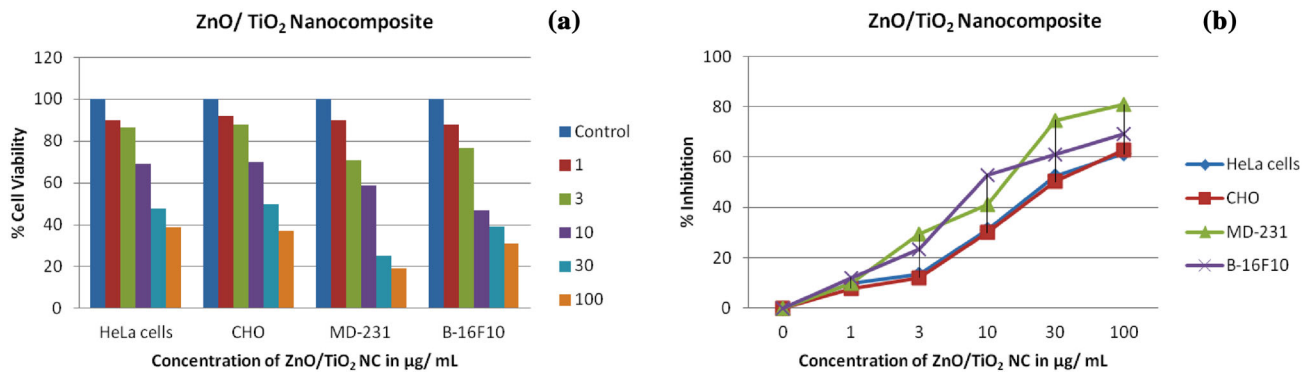 ZnO/ TiO₂ Nanocomposite
(a)
120
100
80
60
40
20
0
% Cell Viability
HeLa cells
CHO
MD-231
B-16F10
Concentration of ZnO/TiO₂ NC in µg/ mL
Control
1
3
10
30
100
ZnO/ TiO₂ Nanocomposite
(b)
100
80
60
40
20
0
% Inhibition
0
1
3
10
30
100
Concentration of ZnO/TiO₂ NC in µg/ mL
HeLa cells
CHO
MD-231
B-16F10